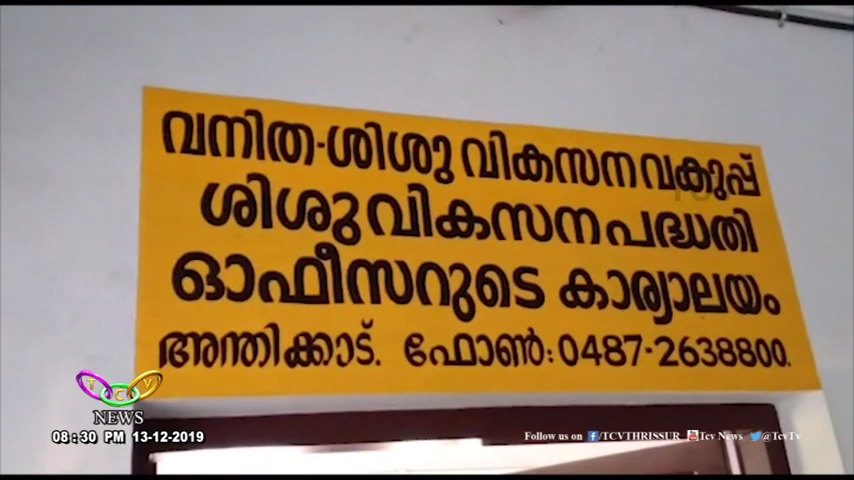 വനിത-ശിശു വികസന വകുപ്പ്
ശിശു വികസന പദ്ധതി
ഓഫീസറുടെ കാര്യാലയം
അന്തിക്കാട്. ഫോൺ: 0487-2638800.
TCV
NEWS
08:30 PM 13-12-2019
Follow us on f/TCVTHRISSUR Tcv News @TcvTv